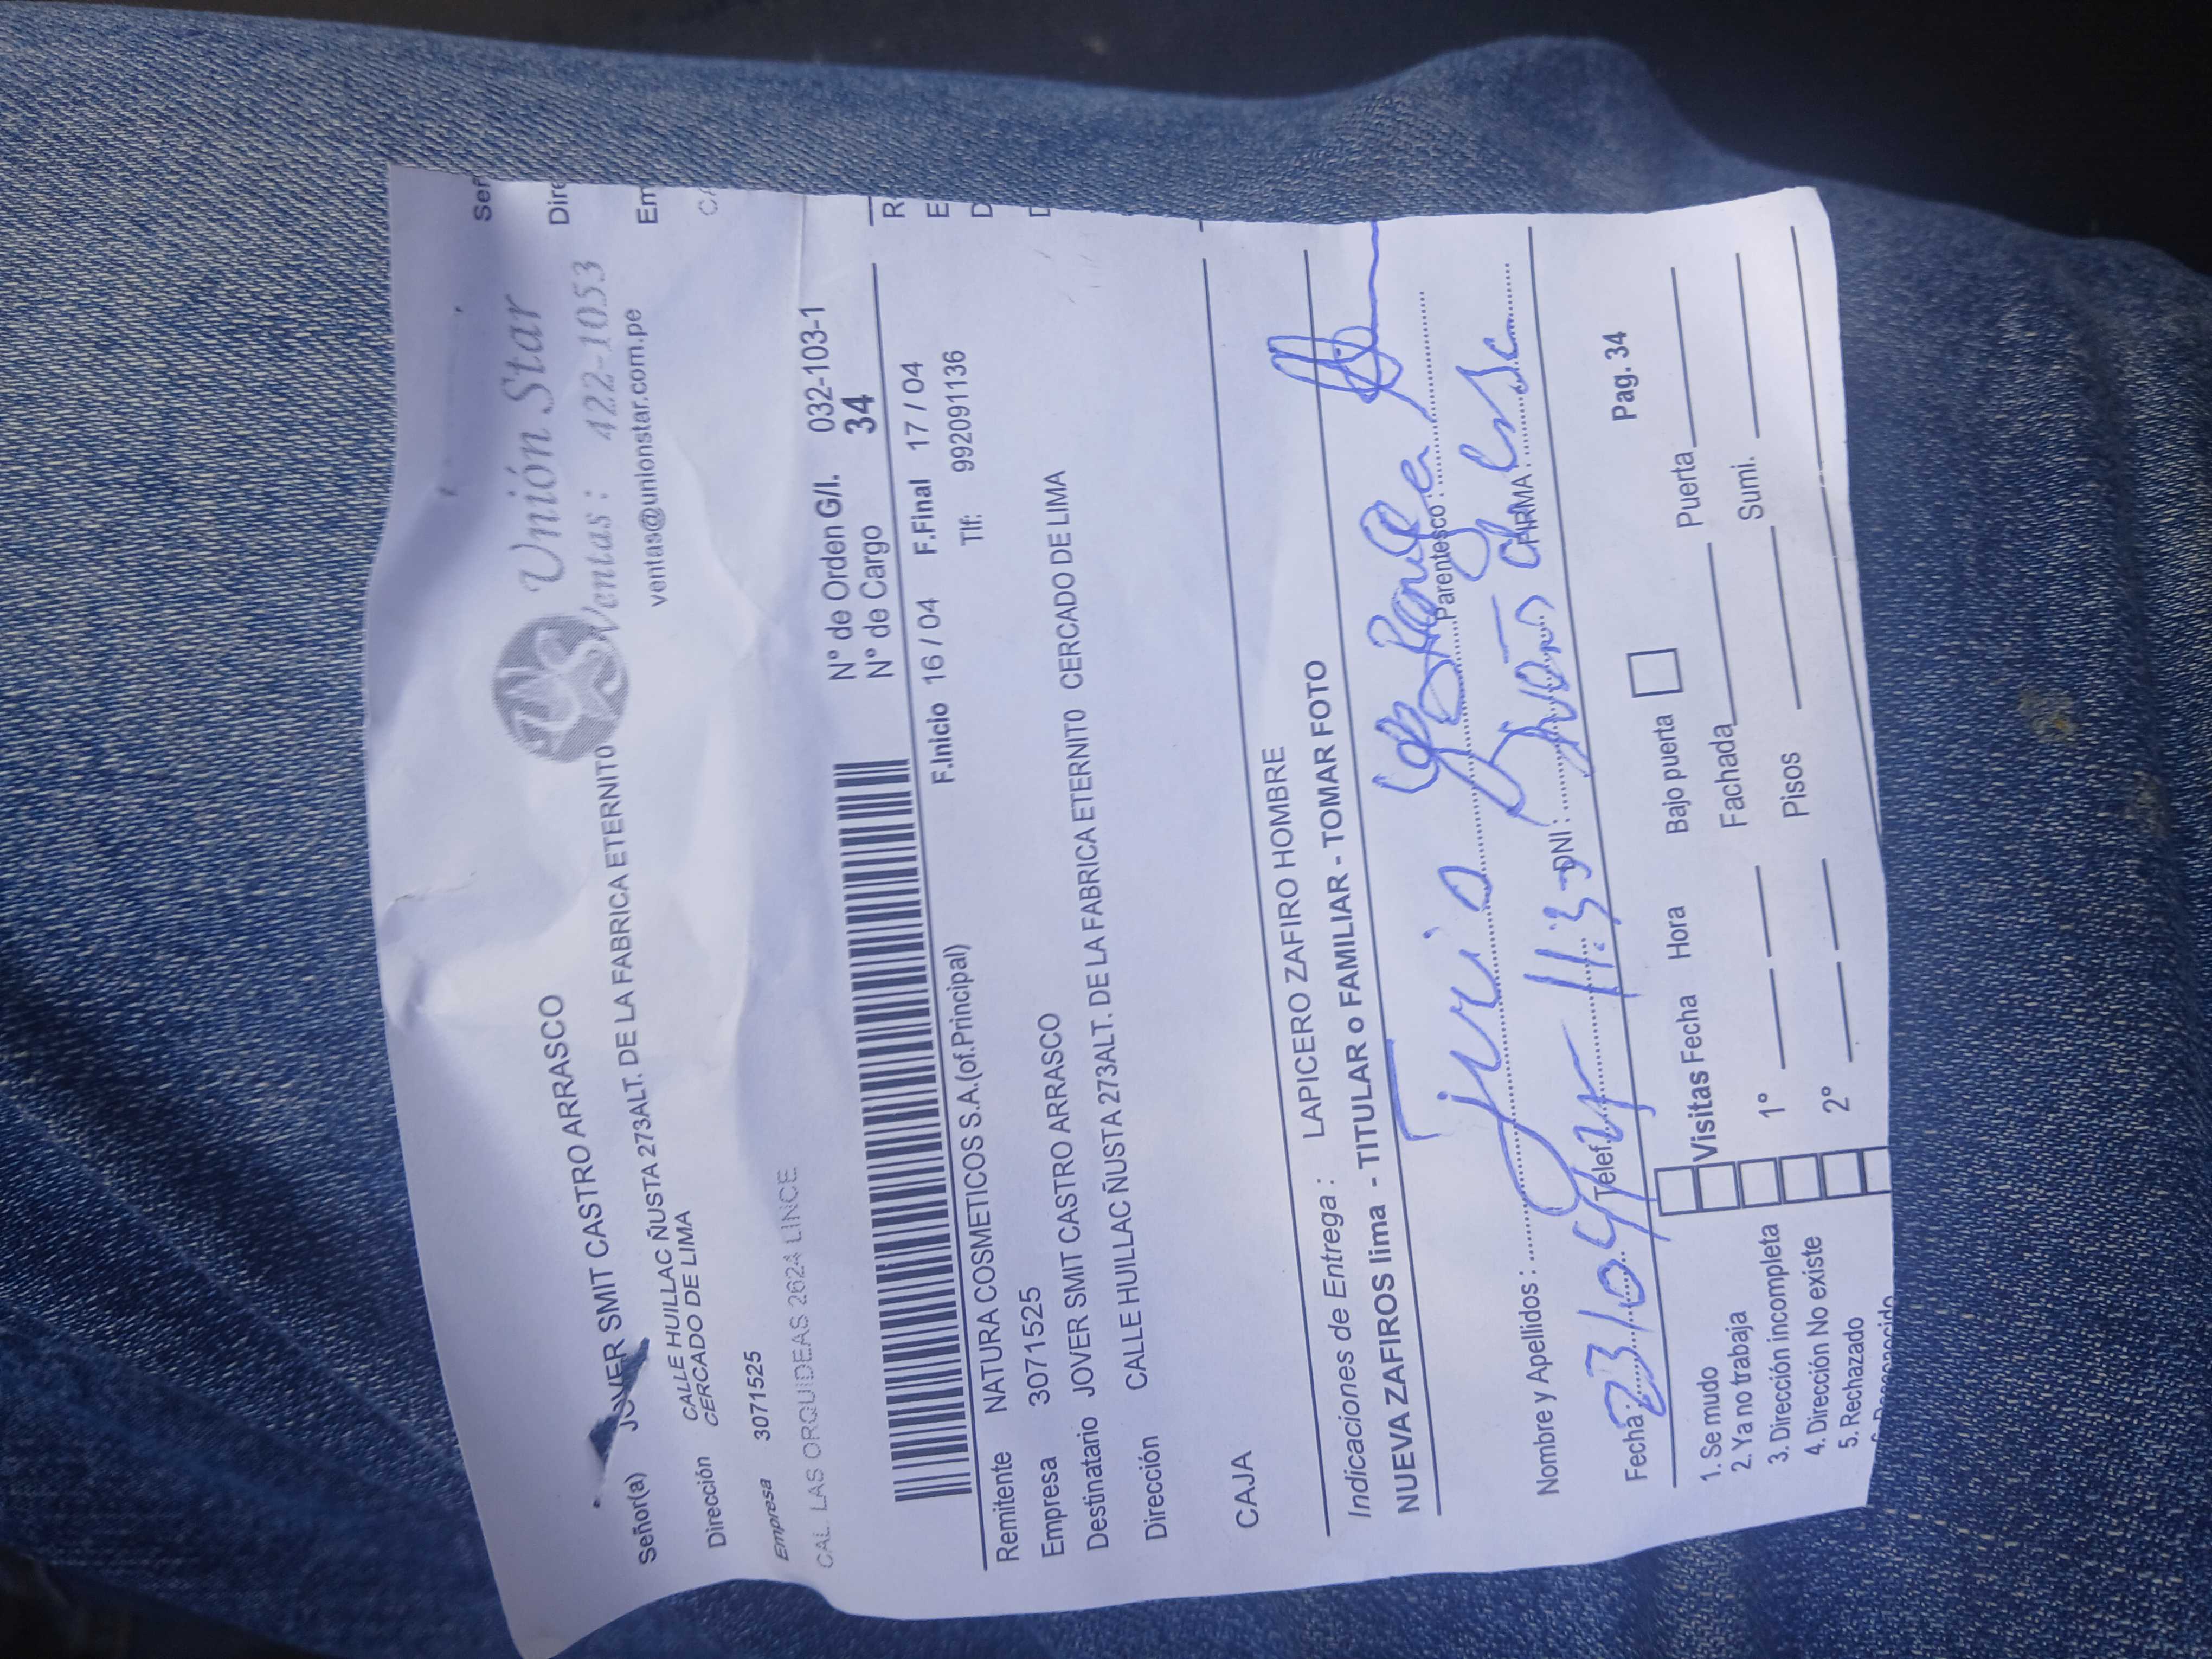 Unión Star
Ventas : 422-1053
ventas@unionstar.com.pe
Señor(a) JOVER SMIT CASTRO ARRASCO
Dirección CALLE HUILLAC ÑUSTA 273ALT. DE LA FABRICA ETERNITO
CERCADO DE LIMA
Empresa 3071525
CAL. LAS ORQUIDEAS 2624 LINCE
Señ
Dire
Em
CA
N° de Orden G/I. 032-103-1
N° de Cargo 34
F.Inicio 16 / 04 F.Final 17 / 04
Remitente NATURA COSMETICOS S.A.(of.Principal) Tlf: 992091136
Empresa 3071525
Destinatario JOVER SMIT CASTRO ARRASCO
Dirección CALLE HUILLAC ÑUSTA 273ALT. DE LA FABRICA ETERNITO CERCADO DE LIMA
R
E
D
D
CAJA
Indicaciones de Entrega : LAPICERO ZAFIRO HOMBRE
NUEVA ZAFIROS lima - TITULAR o FAMILIAR - TOMAR FOTO
Nombre y Apellidos : Parentesco :
Fecha: 23/04 Telef. DNI : FIRMA :
Pag. 34
1. Se mudo
2. Ya no trabaja
3. Dirección incompleta
4. Dirección No existe
5. Rechazado
6. Desconocido
Visitas Fecha Hora Bajo puerta Puerta
1° Fachada Sumi.
2° Pisos